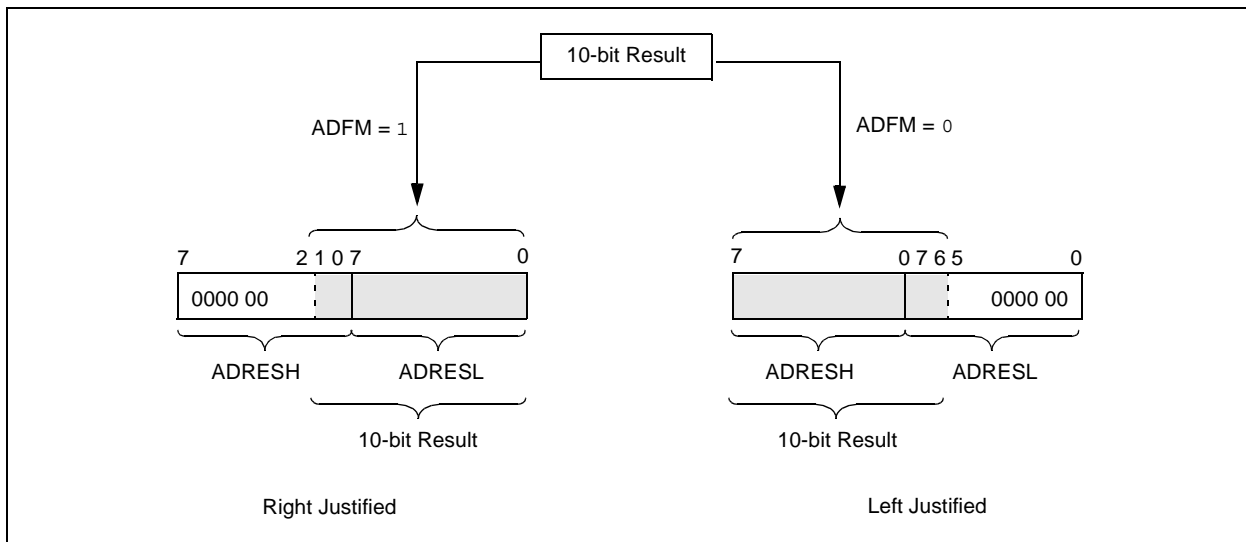 10-bit Result
ADFM = 1
ADFM = 0
7 2 1 0 7 0
7 0 7 6 5 0
0000 00
0000 00
ADRESH ADRESL
ADRESH ADRESL
10-bit Result
10-bit Result
Right Justified
Left Justified